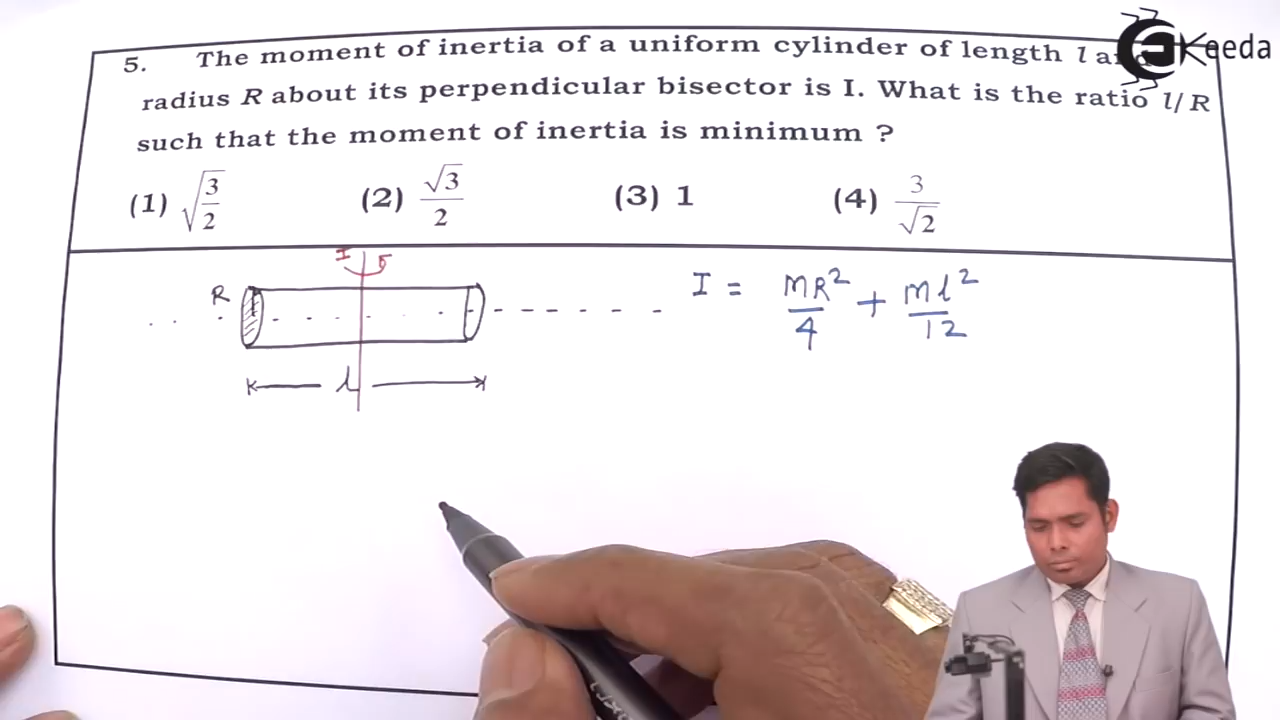 EKeeda
5. The moment of inertia of a uniform cylinder of length l and
radius R about its perpendicular bisector is I. What is the ratio l/R
such that the moment of inertia is minimum ?
(1) √(3/2) (2) √3/2 (3) 1 (4) 3/√2
I
R
I = MR²/4 + Ml²/12
l